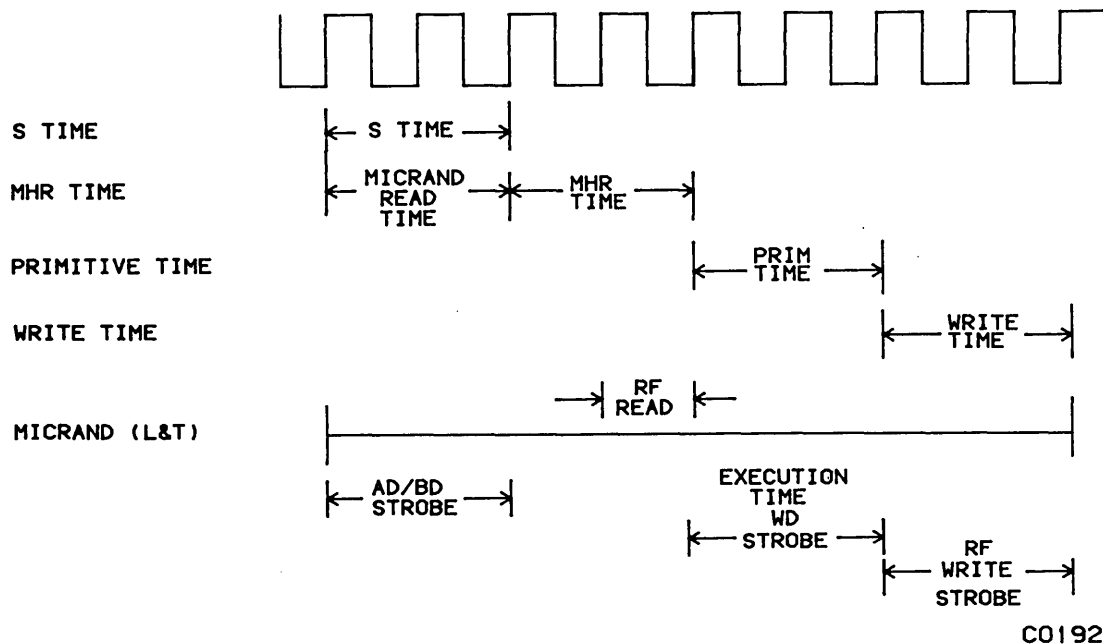 S TIME
S TIME
MHR TIME
MICRAND
READ
TIME
MHR
TIME
PRIMITIVE TIME
PRIM
TIME
WRITE TIME
WRITE
TIME
RF
READ
MICRAND (L&T)
AD/BD
STROBE
EXECUTION
TIME
WD
STROBE
RF
WRITE
STROBE
C0192